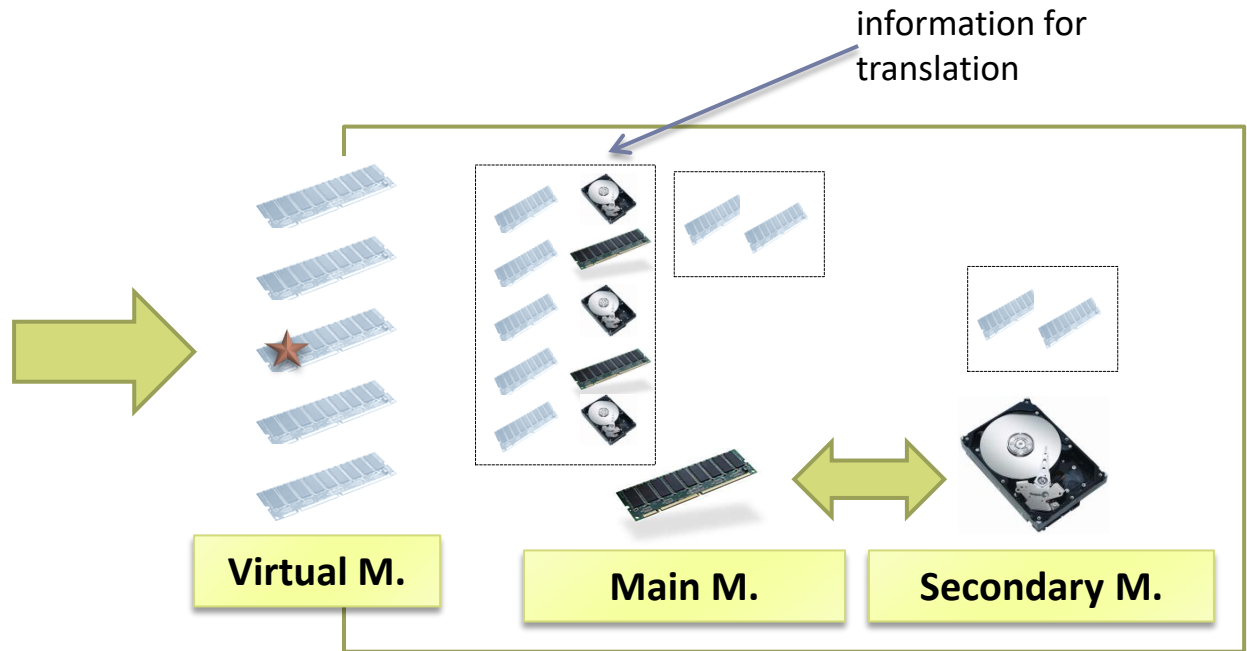 information for
translation
Virtual M.
Main M.
Secondary M.